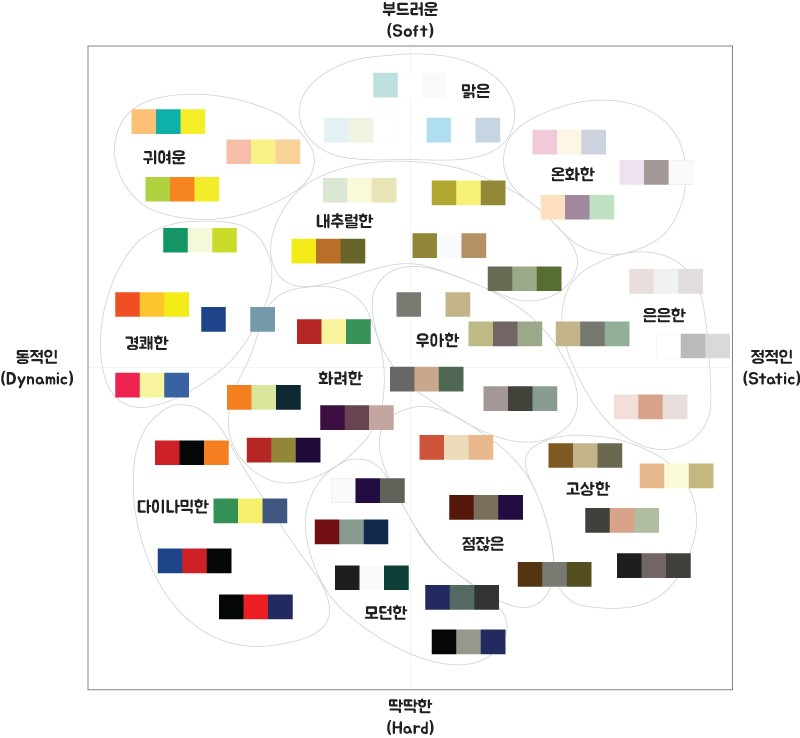 부드러운
(Soft)
맑은
귀여운
온화한
내추럴한
은은한
경쾌한
우아한
동적인
(Dynamic)
정적인
(Static)
화려한
고상한
다이나믹한
점잖은
모던한
딱딱한
(Hard)